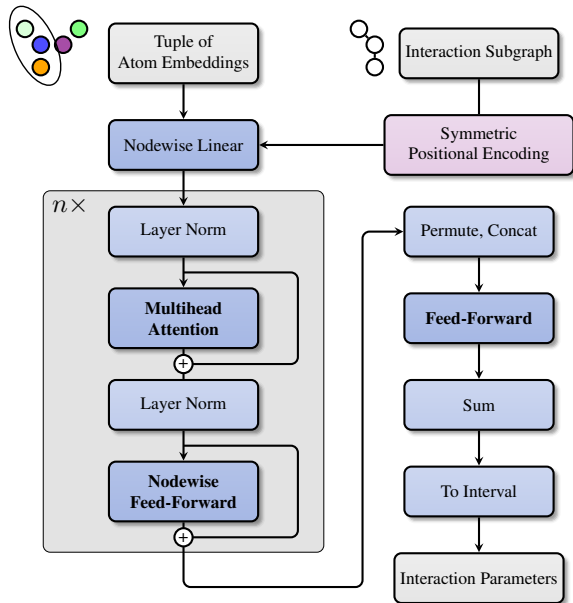 Tuple of
Atom Embeddings
Interaction Subgraph
Nodewise Linear
Symmetric
Positional Encoding
n×
Layer Norm
Multihead
Attention
+
Layer Norm
Nodewise
Feed-Forward
+
Permute, Concat
Feed-Forward
Sum
To Interval
Interaction Parameters